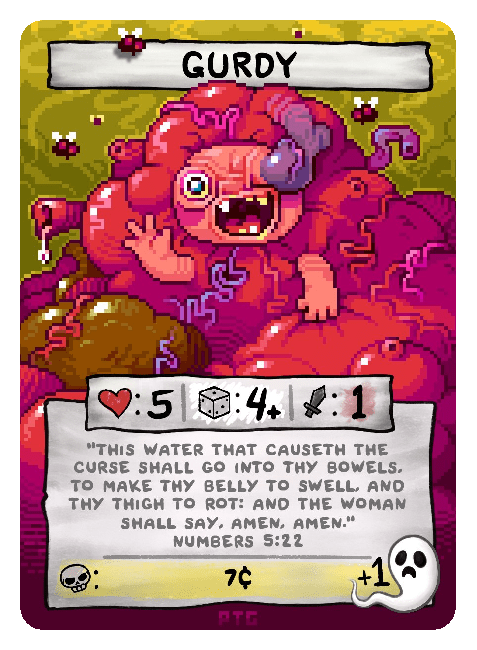 GURDY
:5 :4+ :1
"THIS WATER THAT CAUSETH THE
CURSE SHALL GO INTO THY BOWELS,
TO MAKE THY BELLY TO SWELL, AND
THY THIGH TO ROT: AND THE WOMAN
SHALL SAY, AMEN, AMEN."
NUMBERS 5:22
: 7¢ +1
PTG